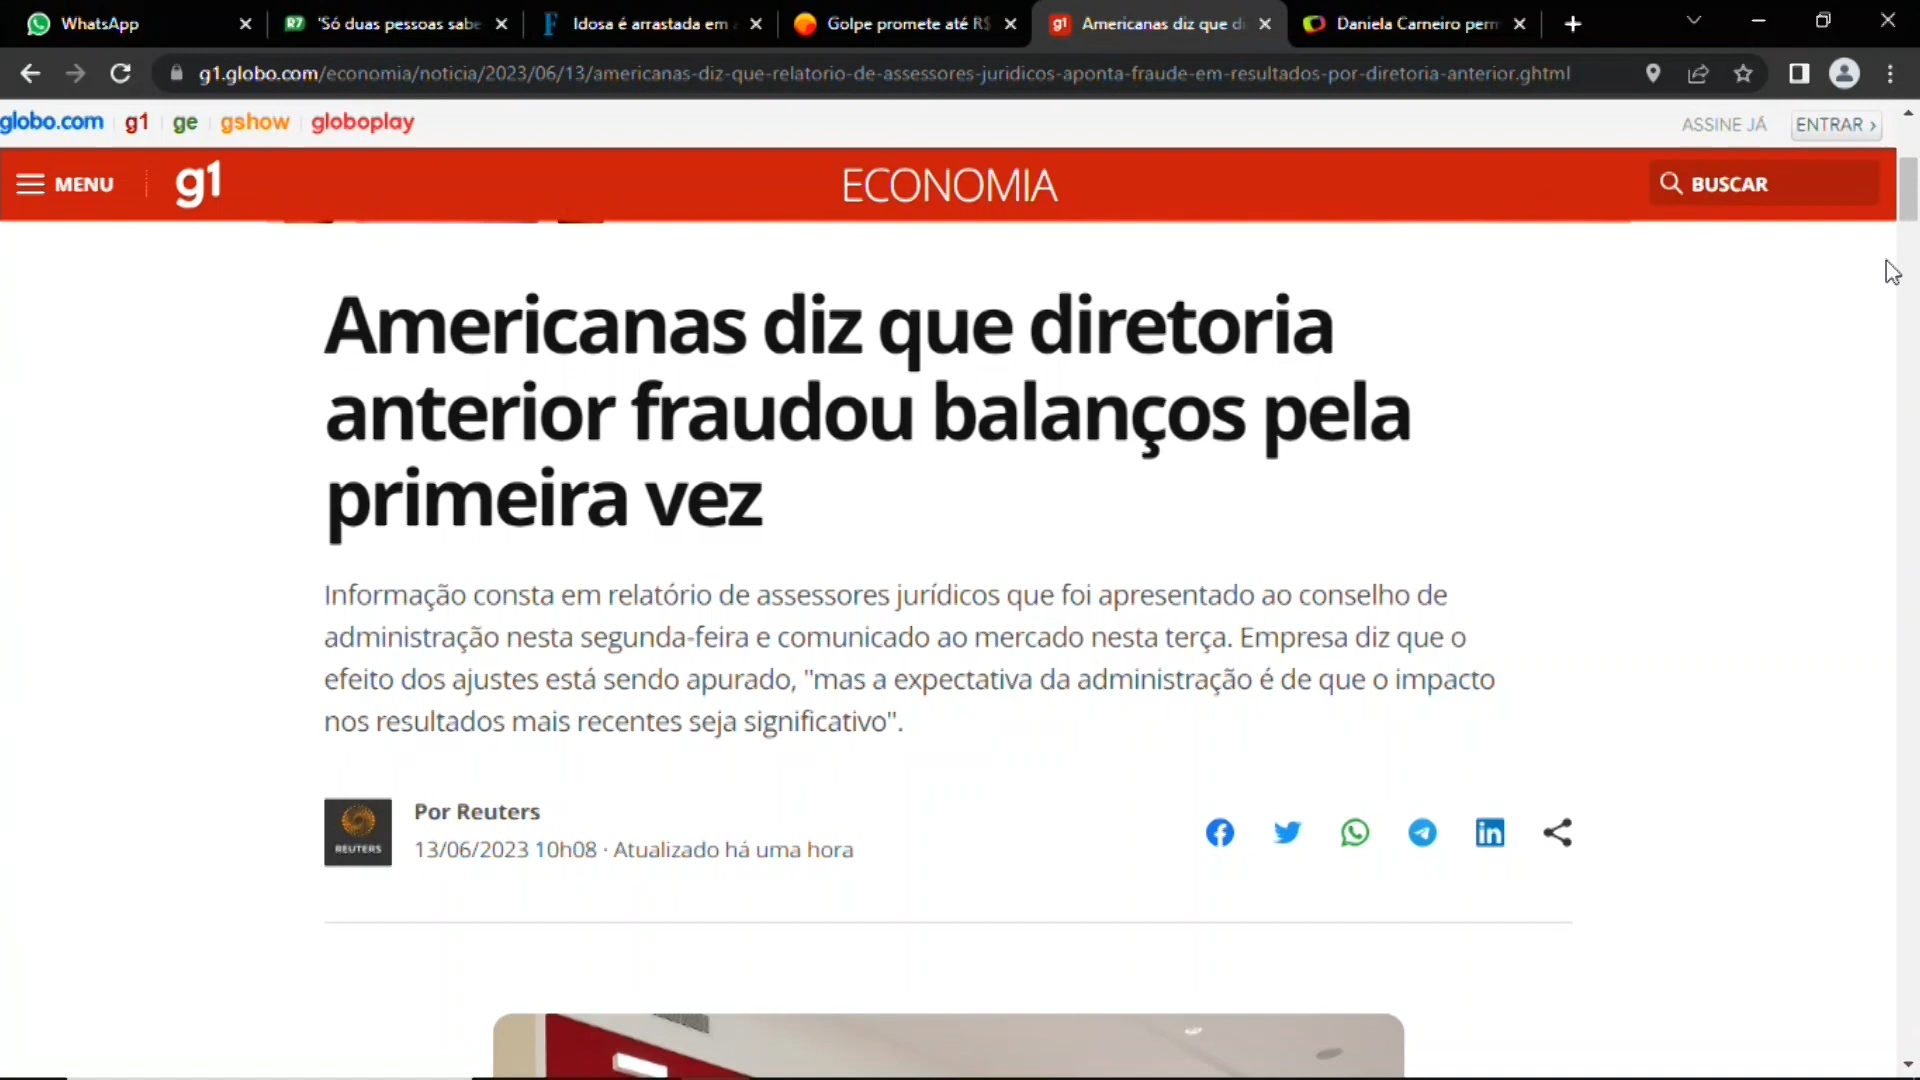 WhatsApp
R7 'Só duas pessoas sabe
F Idosa é arrastada em
Golpe promete até R$
g1 Americanas diz que di
Daniela Carneiro perm
g1.globo.com/economia/noticia/2023/06/13/americanas-diz-que-relatorio-de-assessores-juridicos-aponta-fraude-em-resultados-por-diretoria-anterior.ghtml
globo.com g1 ge gshow globoplay
ASSINE JÁ ENTRAR ›
MENU g1 ECONOMIA BUSCAR
Americanas diz que diretoria
anterior fraudou balanços pela
primeira vez
Informação consta em relatório de assessores jurídicos que foi apresentado ao conselho de
administração nesta segunda-feira e comunicado ao mercado nesta terça. Empresa diz que o
efeito dos ajustes está sendo apurado, "mas a expectativa da administração é de que o impacto
nos resultados mais recentes seja significativo".
REUTERS
Por Reuters
13/06/2023 10h08 · Atualizado há uma hora
in